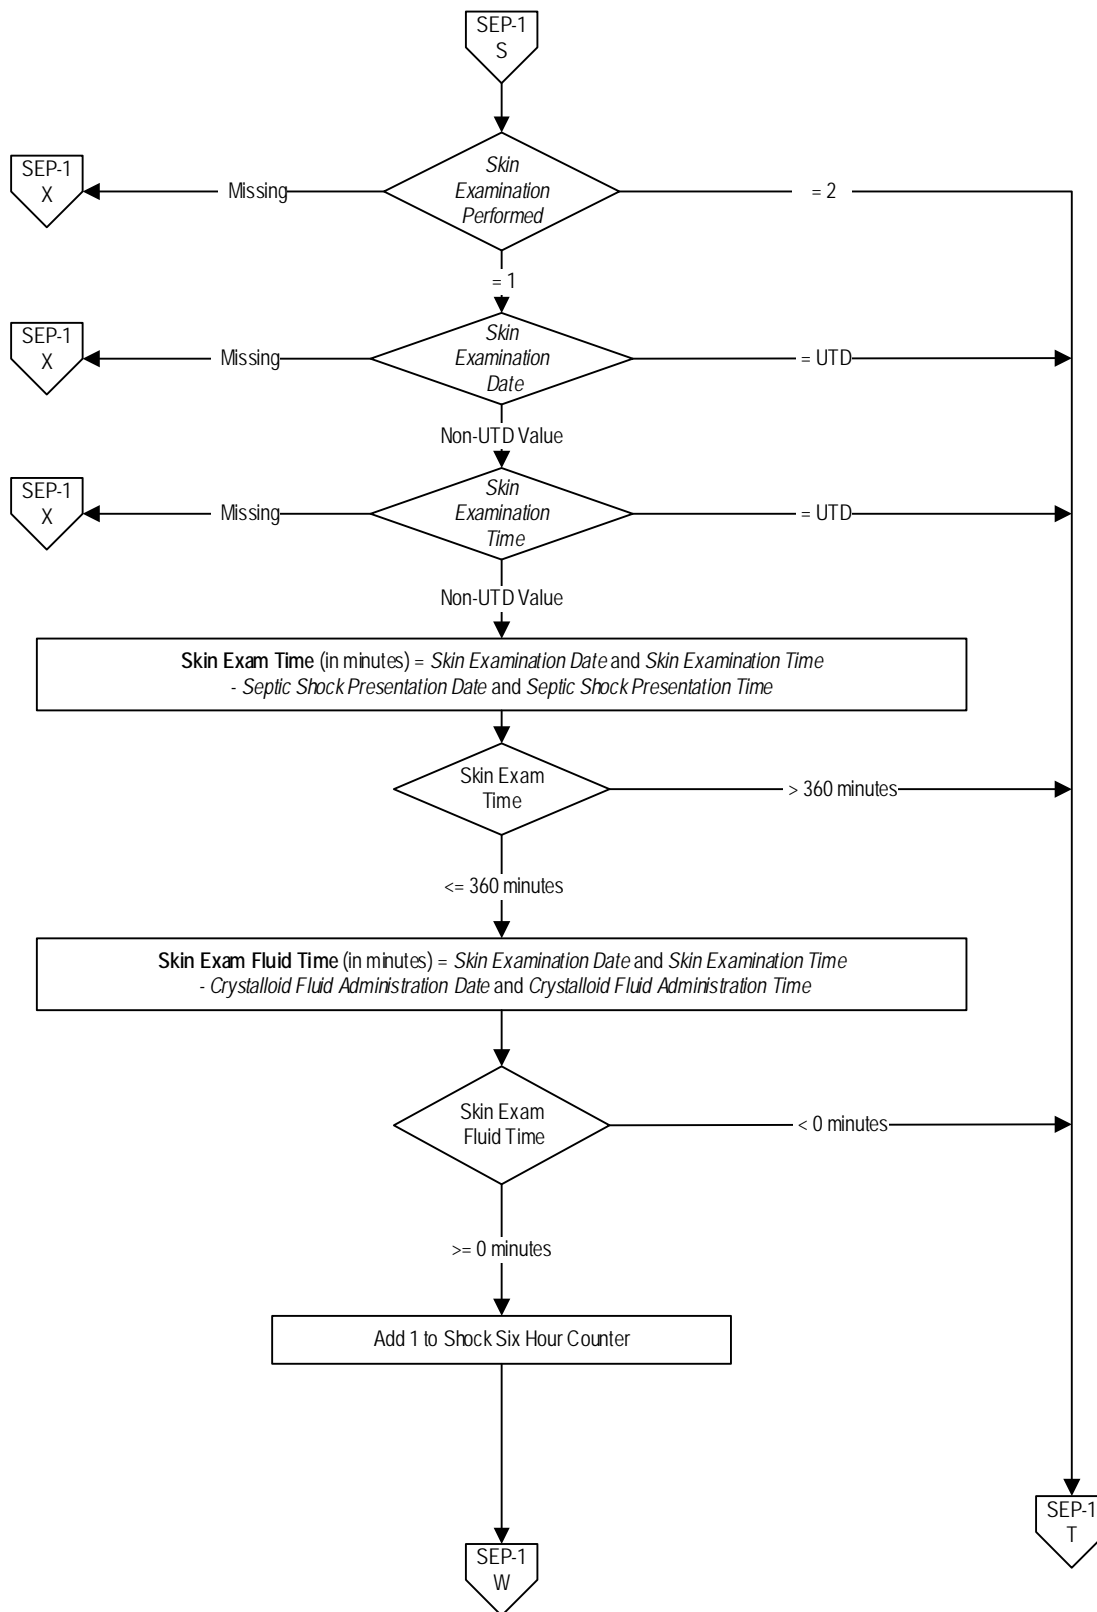 SEP-1
S
SEP-1
X
Missing
Skin
Examination
Performed
= 2
= 1
SEP-1
X
Missing
Skin
Examination
Date
= UTD
Non-UTD Value
SEP-1
X
Missing
Skin
Examination
Time
= UTD
Non-UTD Value
Skin Exam Time (in minutes) = Skin Examination Date and Skin Examination Time
- Septic Shock Presentation Date and Septic Shock Presentation Time
Skin Exam
Time
> 360 minutes
<= 360 minutes
Skin Exam Fluid Time (in minutes) = Skin Examination Date and Skin Examination Time
- Crystalloid Fluid Administration Date and Crystalloid Fluid Administration Time
Skin Exam
Fluid Time
< 0 minutes
>= 0 minutes
Add 1 to Shock Six Hour Counter
SEP-1
T
SEP-1
W